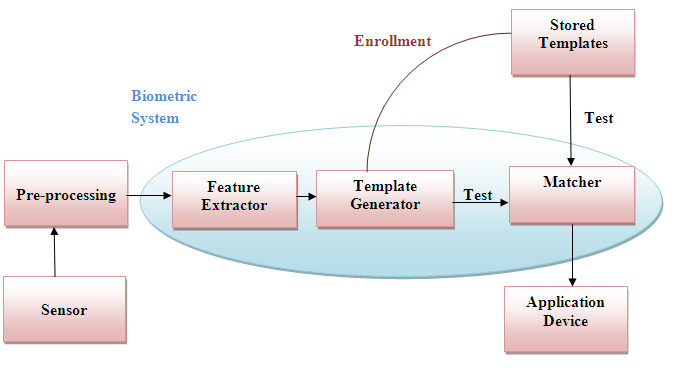 Stored
Templates
Enrollment
Biometric
System
Test
Pre-processing
Feature
Extractor
Template
Generator
Test
Matcher
Sensor
Application
Device